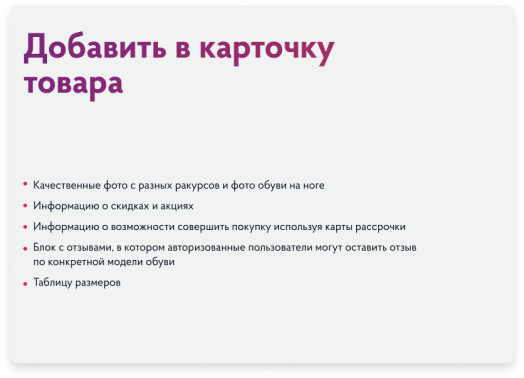 Добавить в карточку
товара
Качественные фото с разных ракурсов и фото обуви на ноге
Информацию о скидках и акциях
Информацию о возможности совершить покупку используя карты рассрочки
Блок с отзывами, в котором авторизованные пользователи могут оставить отзыв
по конкретной модели обуви
Таблицу размеров